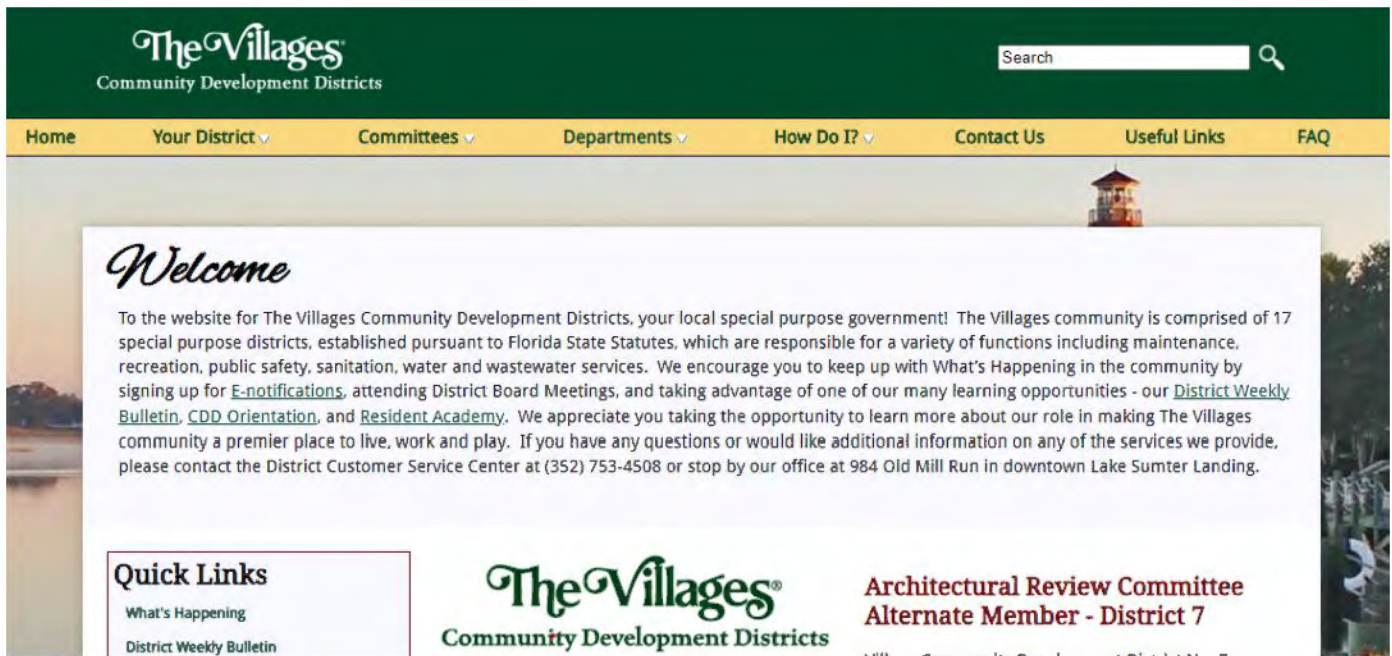 The Villages®
Community Development Districts
Search
Home Your District Committees Departments How Do I? Contact Us Useful Links FAQ
Welcome
To the website for The Villages Community Development Districts, your local special purpose government! The Villages community is comprised of 17
special purpose districts, established pursuant to Florida State Statutes, which are responsible for a variety of functions including maintenance,
recreation, public safety, sanitation, water and wastewater services. We encourage you to keep up with What's Happening in the community by
signing up for E-notifications, attending District Board Meetings, and taking advantage of one of our many learning opportunities - our District Weekly
Bulletin, CDD Orientation, and Resident Academy. We appreciate you taking the opportunity to learn more about our role in making The Villages
community a premier place to live, work and play. If you have any questions or would like additional information on any of the services we provide,
please contact the District Customer Service Center at (352) 753-4508 or stop by our office at 984 Old Mill Run in downtown Lake Sumter Landing.
Quick Links
What's Happening
District Weekly Bulletin
The Villages®
Community Development Districts
Architectural Review Committee
Alternate Member - District 7